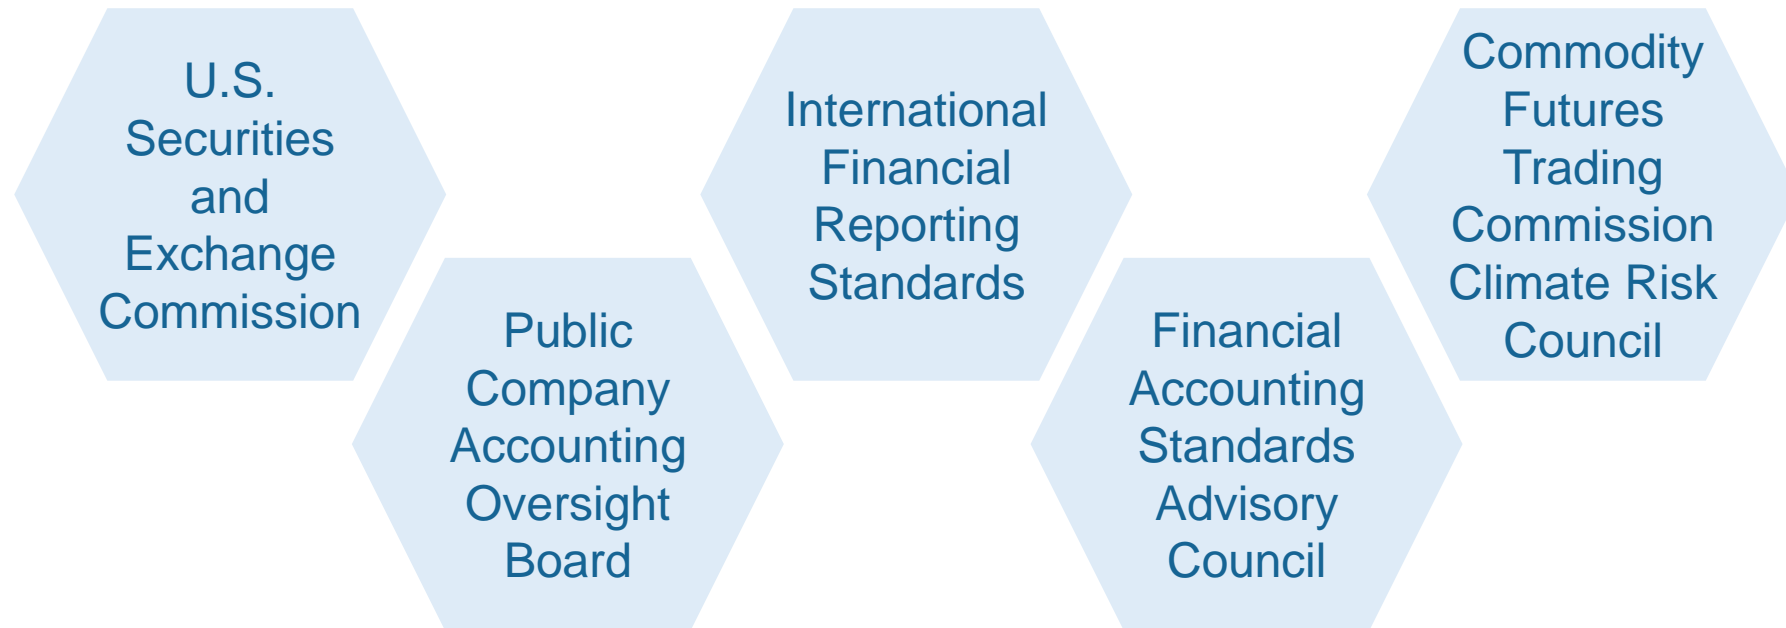 U.S.
Securities
and
Exchange
Commission
Public
Company
Accounting
Oversight
Board
International
Financial
Reporting
Standards
Financial
Accounting
Standards
Advisory
Council
Commodity
Futures
Trading
Commission
Climate Risk
Council